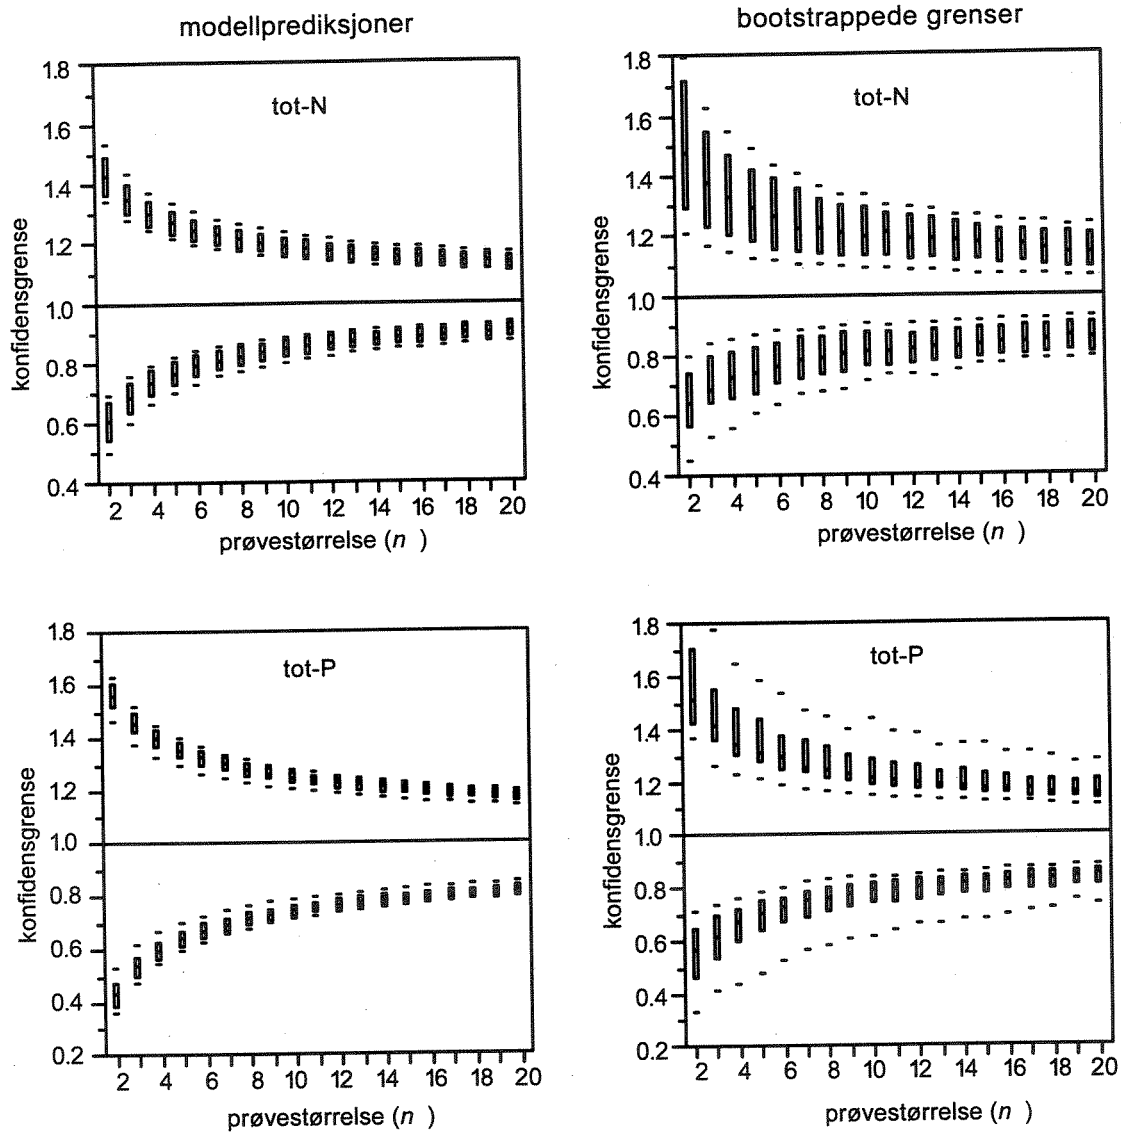 modellprediksjoner
bootstrappede grenser
konfidensgrense
1.8
1.6
1.4
1.2
1.0
0.8
0.6
0.4
tot-N
2 4 6 8 10 12 14 16 18 20
prøvestørrelse (n )
konfidensgrense
1.8
1.6
1.4
1.2
1.0
0.8
0.6
0.4
tot-N
2 4 6 8 10 12 14 16 18 20
prøvestørrelse (n )
konfidensgrense
1.8
1.6
1.4
1.2
1.0
0.8
0.6
0.4
0.2
tot-P
2 4 6 8 10 12 14 16 18 20
prøvestørrelse (n )
konfidensgrense
1.8
1.6
1.4
1.2
1.0
0.8
0.6
0.4
0.2
tot-P
2 4 6 8 10 12 14 16 18 20
prøvestørrelse (n )